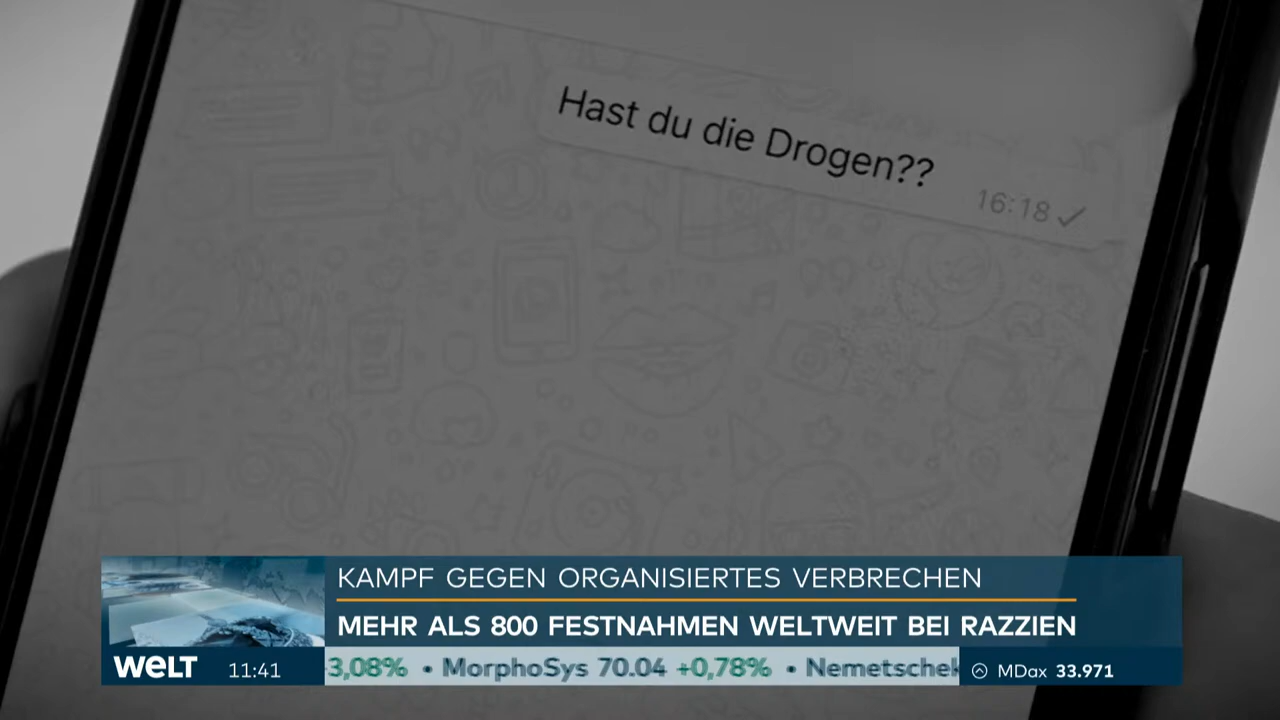 Hast du die Drogen??
16:18
KAMPF GEGEN ORGANISIERTES VERBRECHEN
MEHR ALS 800 FESTNAHMEN WELTWEIT BEI RAZZIEN
welt 11:41 3,08% • MorphoSys 70.04 +0,78% • Nemetschek MDax 33.971